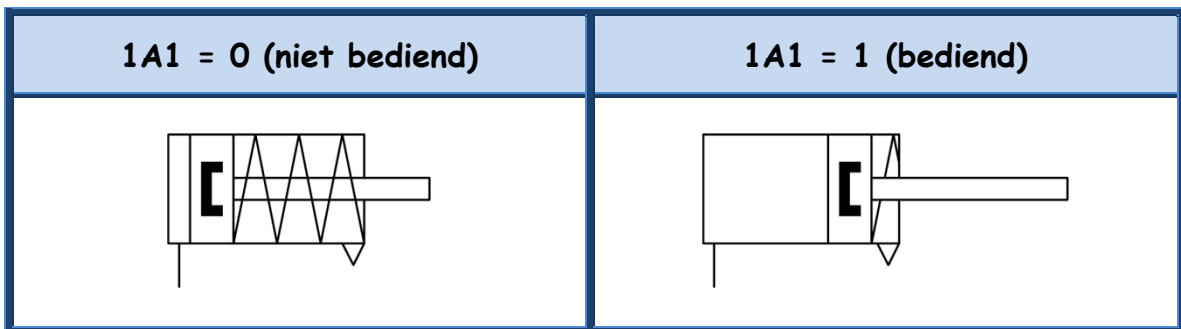 1A1 = 0 (niet bediend)
1A1 = 1 (bediend)